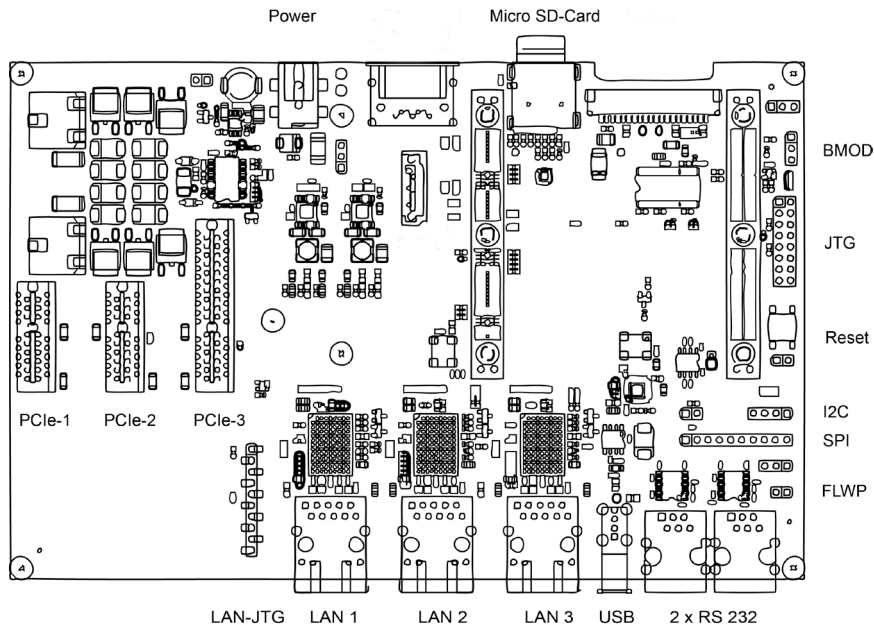 Power
Micro SD-Card
BMOD
JTG
Reset
PCIe-1
PCIe-2
PCIe-3
I2C
SPI
FLWP
LAN-JTG
LAN 1
LAN 2
LAN 3
USB
2 x RS 232